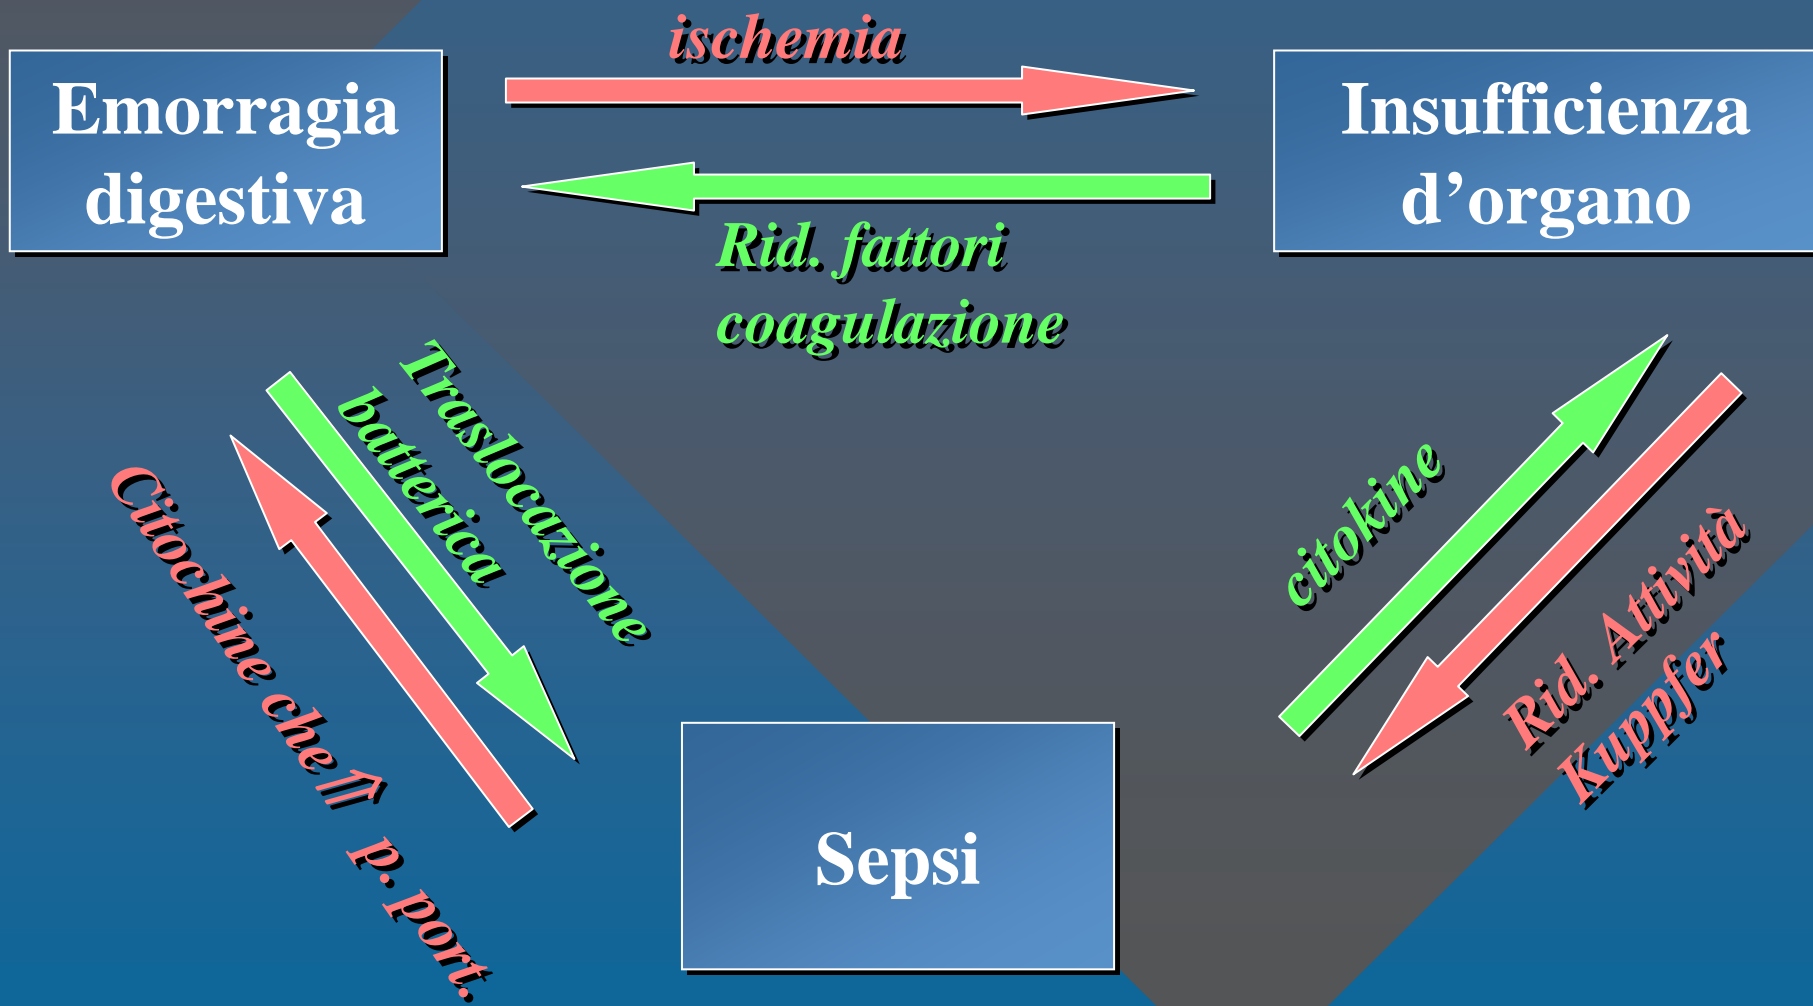 ischemia
Emorragia
digestiva
Insufficienza
d’organo
Rid. fattori
coagulazione
Traslocazione
batterica
Citochine che ⇑ p. port.
citokine
Rid. Attività
Kuppfer
Sepsi